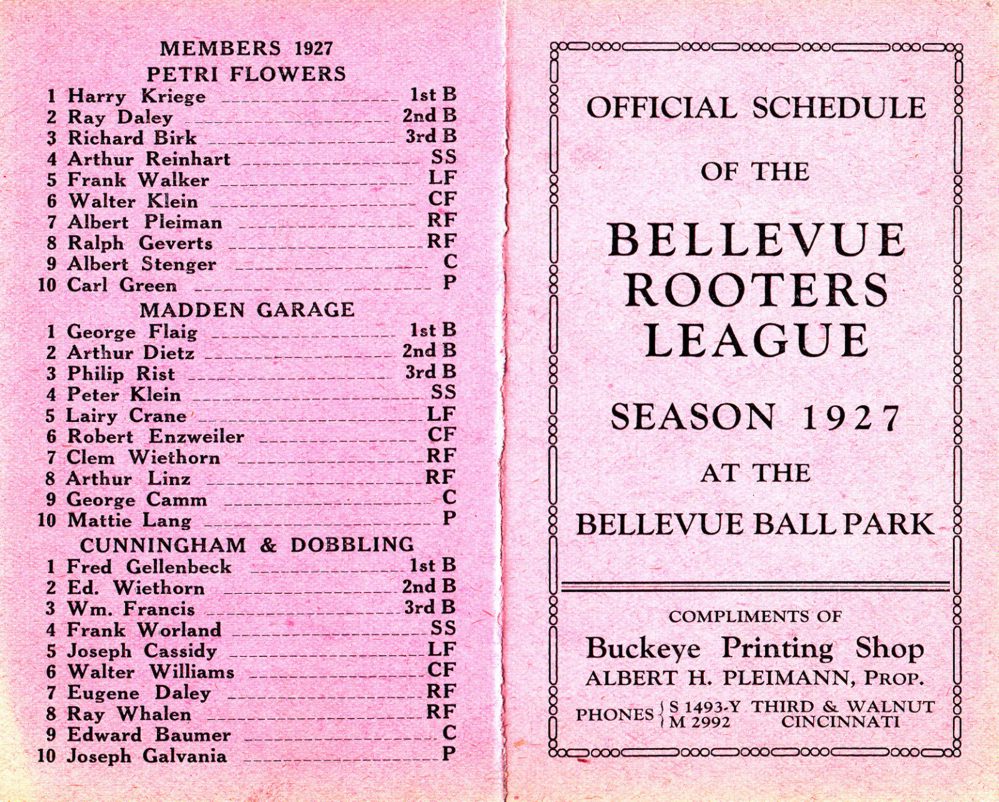 MEMBERS 1927
PETRI FLOWERS
1 Harry Kriege 1st B
2 Ray Daley 2nd B
3 Richard Birk 3rd B
4 Arthur Reinhart SS
5 Frank Walker LF
6 Walter Klein CF
7 Albert Pleiman RF
8 Ralph Geverts RF
9 Albert Stenger C
10 Carl Green P
MADDEN GARAGE
1 George Flaig 1st B
2 Arthur Dietz 2nd B
3 Philip Rist 3rd B
4 Peter Klein SS
5 Lairy Crane LF
6 Robert Enzweiler CF
7 Clem Wiethorn RF
8 Arthur Linz RF
9 George Camm C
10 Mattie Lang P
CUNNINGHAM & DOBBLING
1 Fred Gellenbeck 1st B
2 Ed. Wiethorn 2nd B
3 Wm. Francis 3rd B
4 Frank Worland SS
5 Joseph Cassidy LF
6 Walter Williams CF
7 Eugene Daley RF
8 Ray Whalen RF
9 Edward Baumer C
10 Joseph Galvania P
OFFICIAL SCHEDULE
OF THE
BELLEVUE
ROOTERS
LEAGUE
SEASON 1927
AT THE
BELLEVUE BALL PARK
COMPLIMENTS OF
Buckeye Printing Shop
ALBERT H. PLEIMANN, PROP.
PHONES { S 1493-Y THIRD & WALNUT
M 2992 CINCINNATI